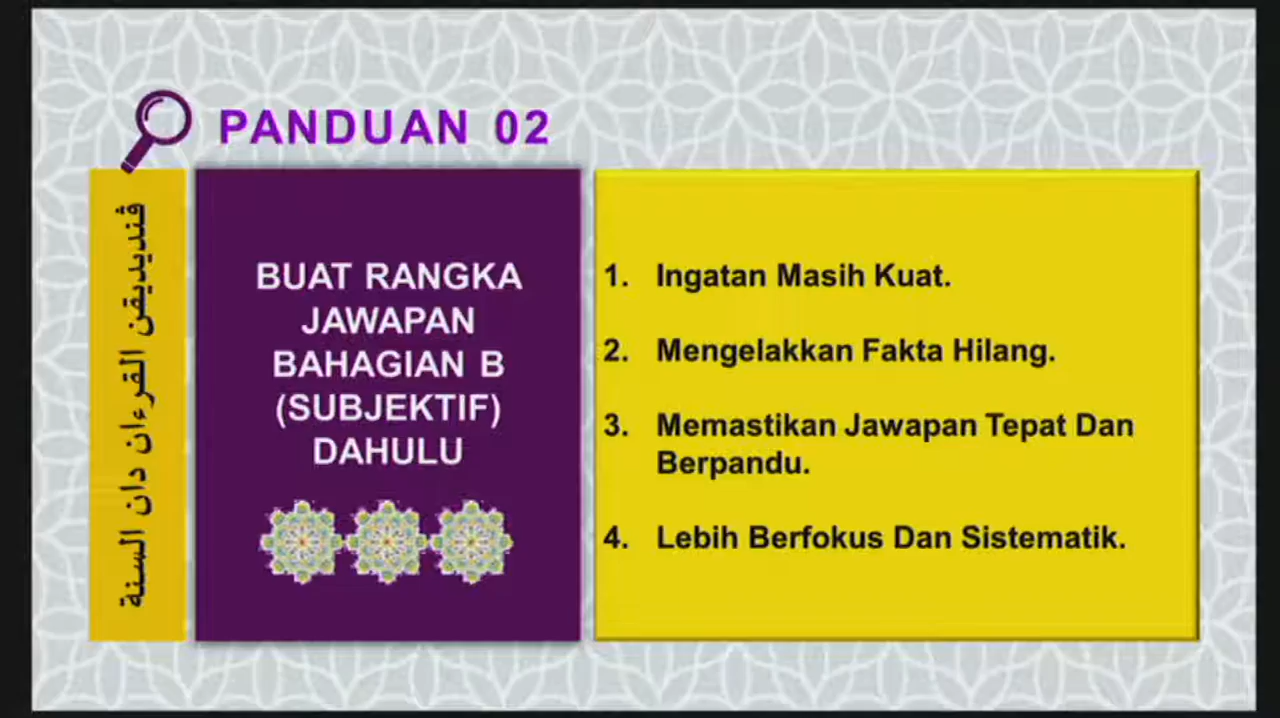 PANDUAN 02
ڤنديديقن القرءان دان السنة
BUAT RANGKA
JAWAPAN
BAHAGIAN B
(SUBJEKTIF)
DAHULU
1. Ingatan Masih Kuat.
2. Mengelakkan Fakta Hilang.
3. Memastikan Jawapan Tepat Dan
Berpandu.
4. Lebih Berfokus Dan Sistematik.